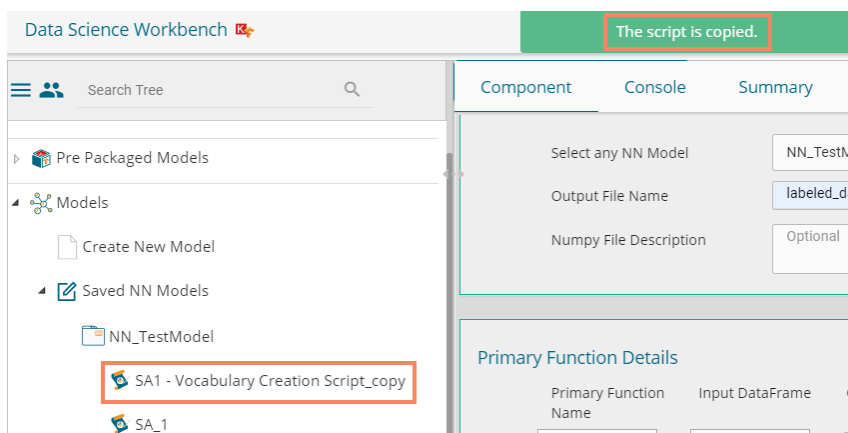 Data Science Workbench
The script is copied.
Search Tree
Pre Packaged Models
Models
Create New Model
Saved NN Models
NN_TestModel
SA1 - Vocabulary Creation Script_copy
SA_1
Component Console Summary
Select any NN Model NN_TestM
Output File Name labeled_d
Numpy File Description Optional
Primary Function Details
Primary Function Input DataFrame
Name